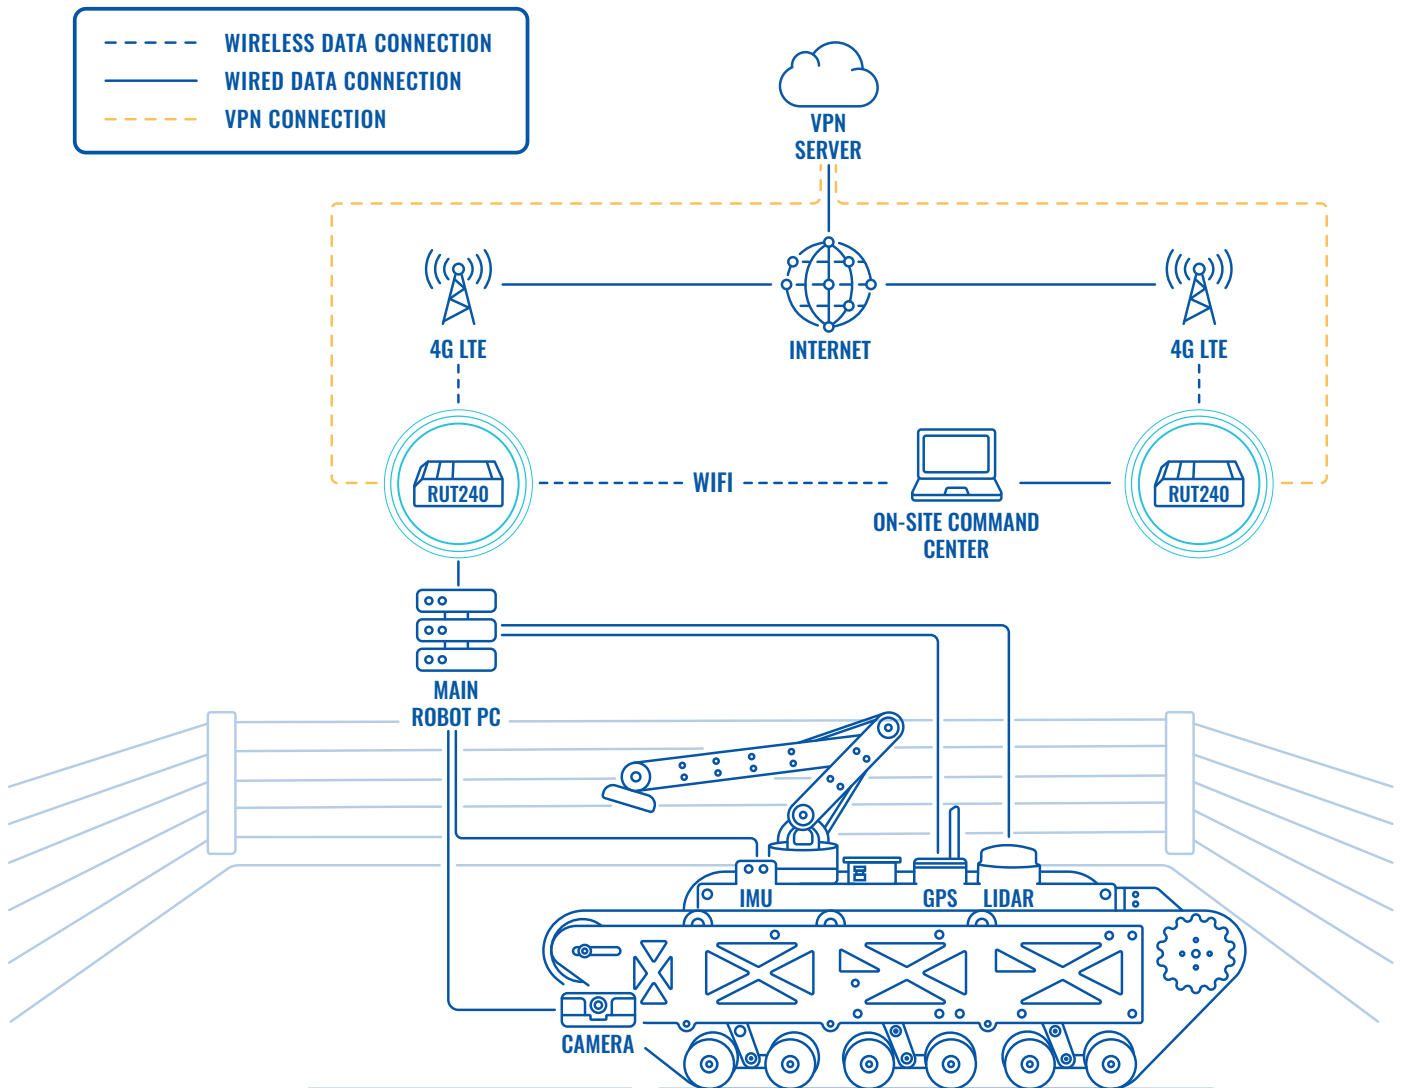 WIRELESS DATA CONNECTION
WIRED DATA CONNECTION
VPN CONNECTION
VPN
SERVER
4G LTE
INTERNET
4G LTE
RUT240
WIFI
RUT240
ON-SITE COMMAND
CENTER
MAIN
ROBOT PC
IMU
GPS
LIDAR
CAMERA